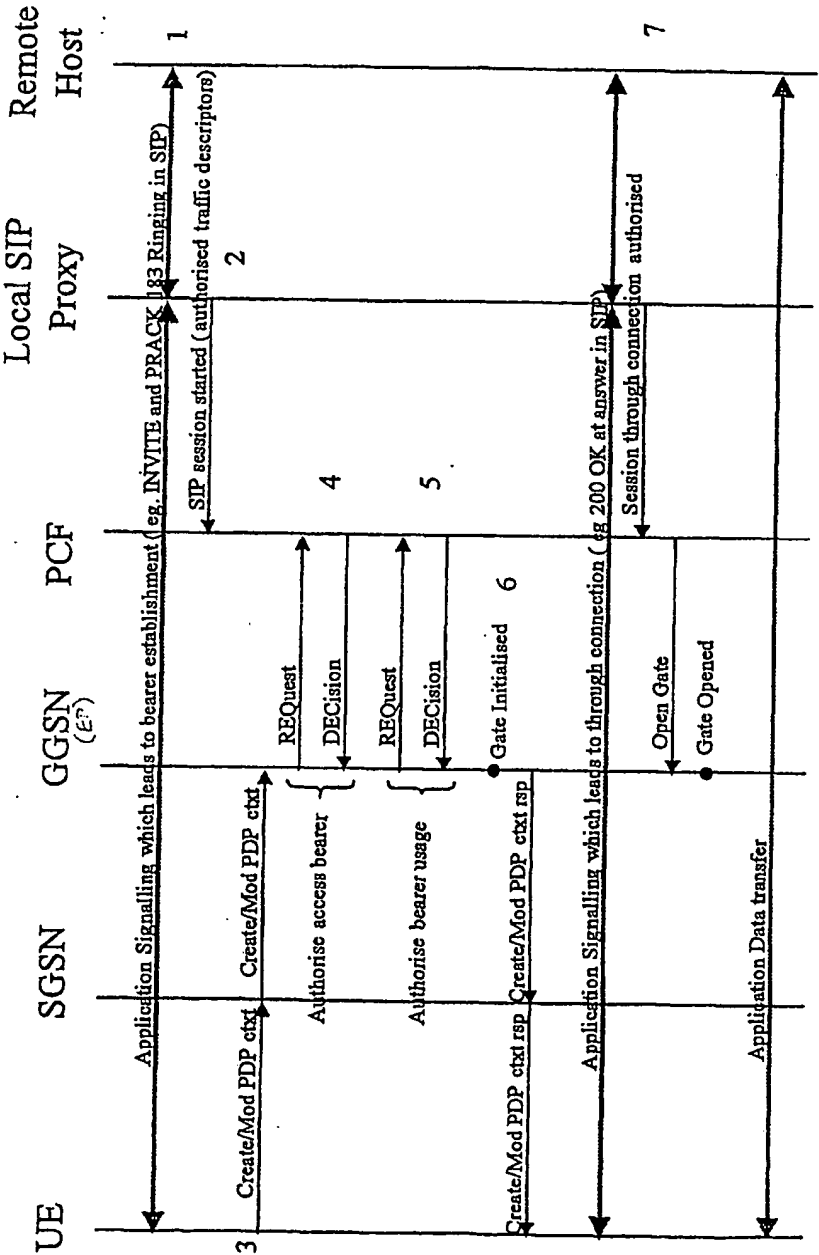 UE
SGSN
GGSN
(EP)
PCF
Local SIP
Proxy
Remote
Host
Application Signalling which leads to bearer establishment ( eg. INVITE and PRACK 183 Ringing in SIP)
1
SIP session started (authorised traffic descriptors)
2
3
Create/Mod PDP ctxt
Create/Mod PDP ctxt
REQuest
DECision
Authorise access bearer
4
REQuest
DECision
Authorise bearer usage
5
Gate Initialised
6
Create/Mod PDP ctxt rsp
Create/Mod PDP ctxt rsp
Application Signalling which leads to through connection ( eg 200 OK at answer in SIP)
7
Session through connection authorised
Open Gate
Gate Opened
Application Data transfer